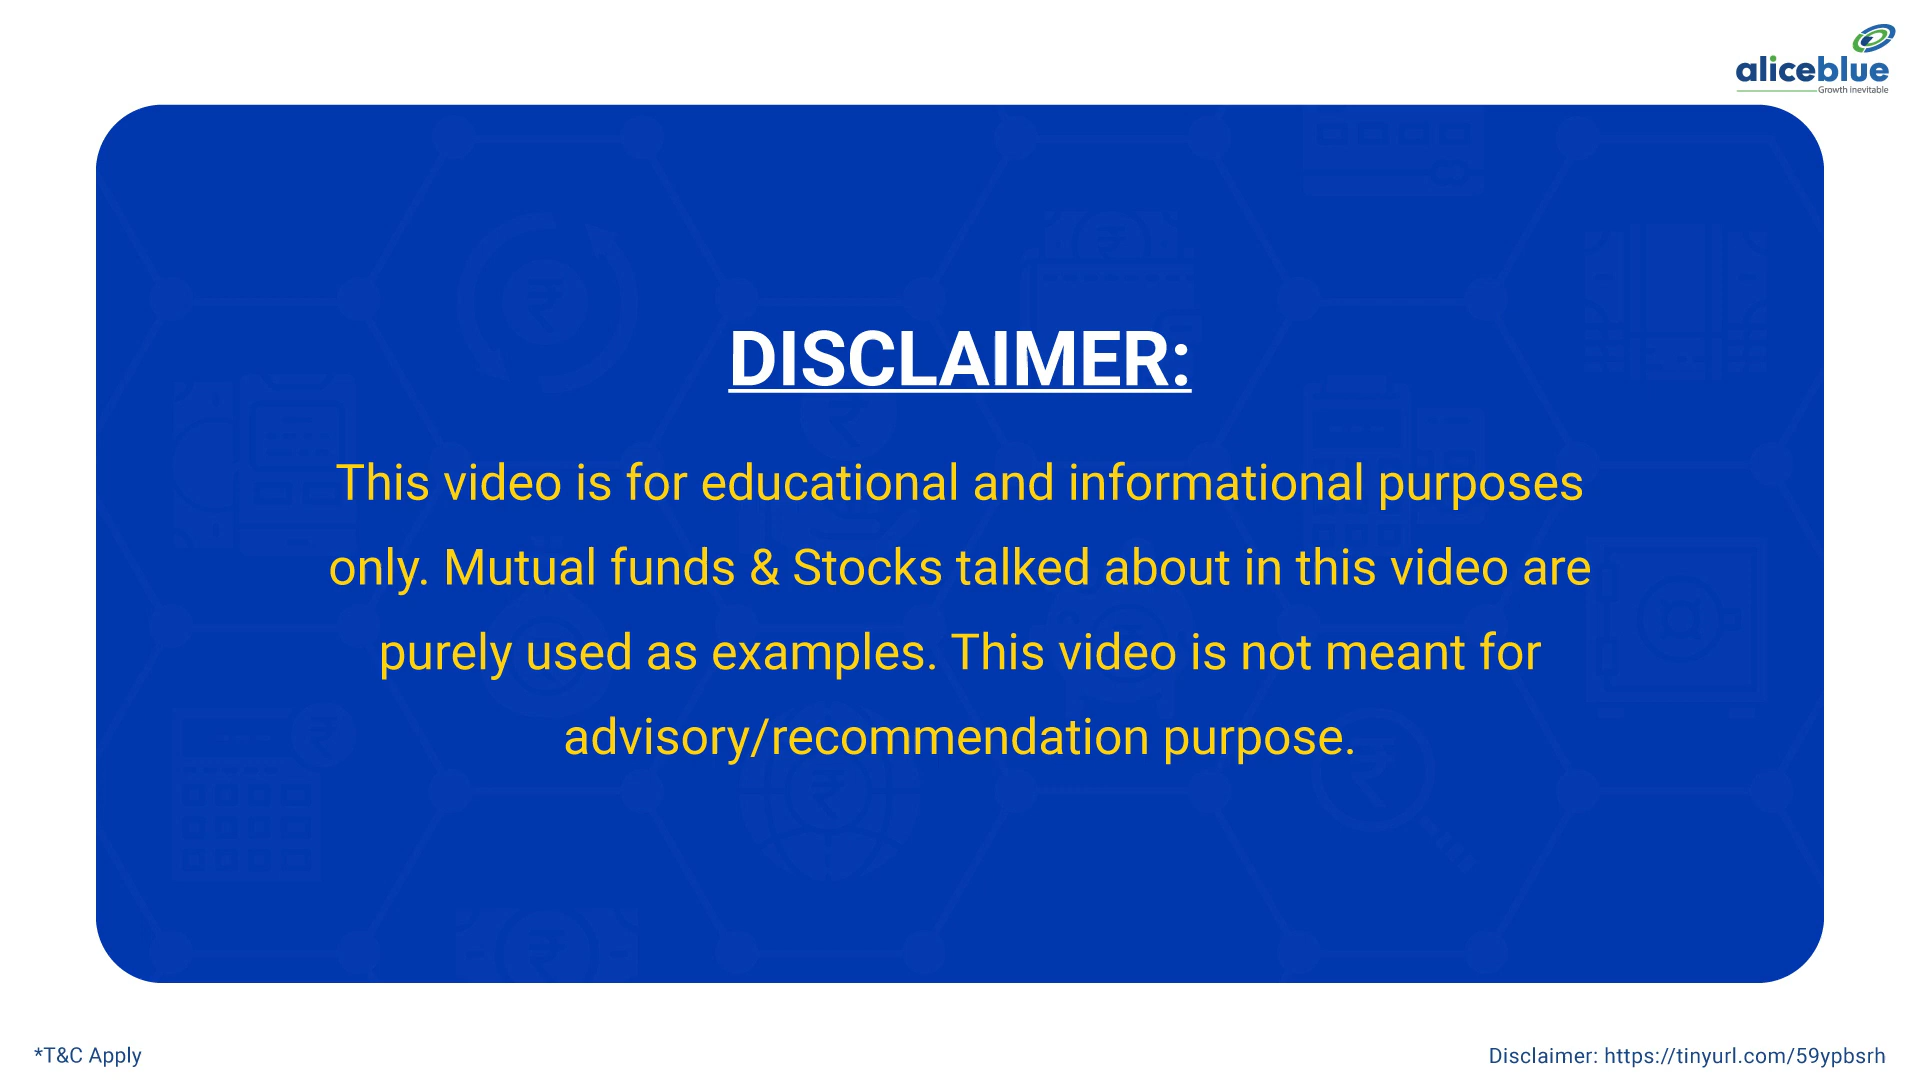 aliceblue
Growth inevitable
DISCLAIMER:
This video is for educational and informational purposes
only. Mutual funds & Stocks talked about in this video are
purely used as examples. This video is not meant for
advisory/recommendation purpose.
*T&C Apply
Disclaimer: https://tinyurl.com/59ypbsrh